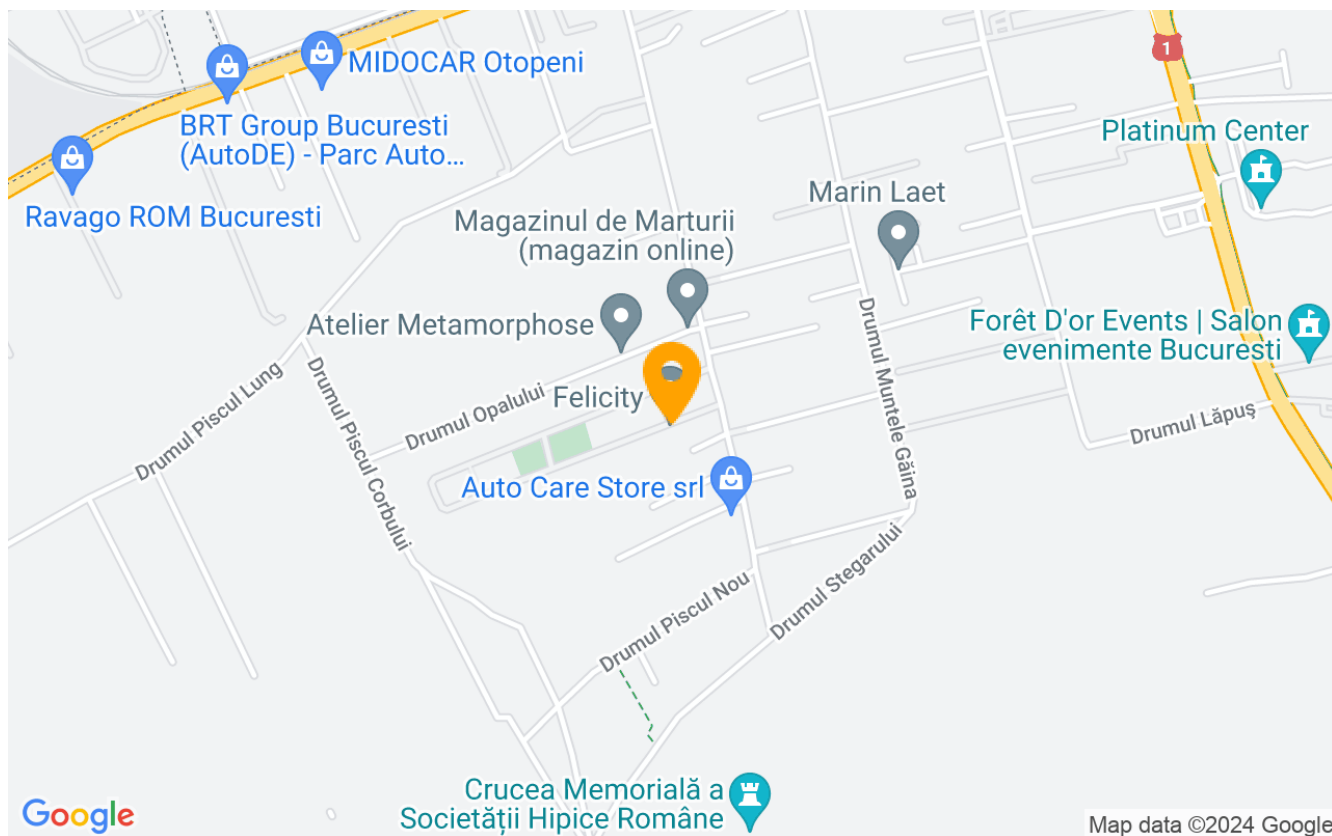 MIDOCAR Otopeni
BRT Group Bucuresti
(AutoDE) - Parc Auto...
Ravago ROM Bucuresti
1
Platinum Center
Marin Laet
Magazinul de Marturii
(magazin online)
Atelier Metamorphose
Forêt D'or Events | Salon
evenimente Bucuresti
Drumul Muntele Găina
Drumul Piscul Lung
Drumul Piscul Corbului
Drumul Opalului
Felicity
Drumul Lăpuș
Auto Care Store srl
Drumul Piscul Nou
Drumul Stegarului
Crucea Memorială a
Societății Hipice Române
Google
Map data ©2024 Google